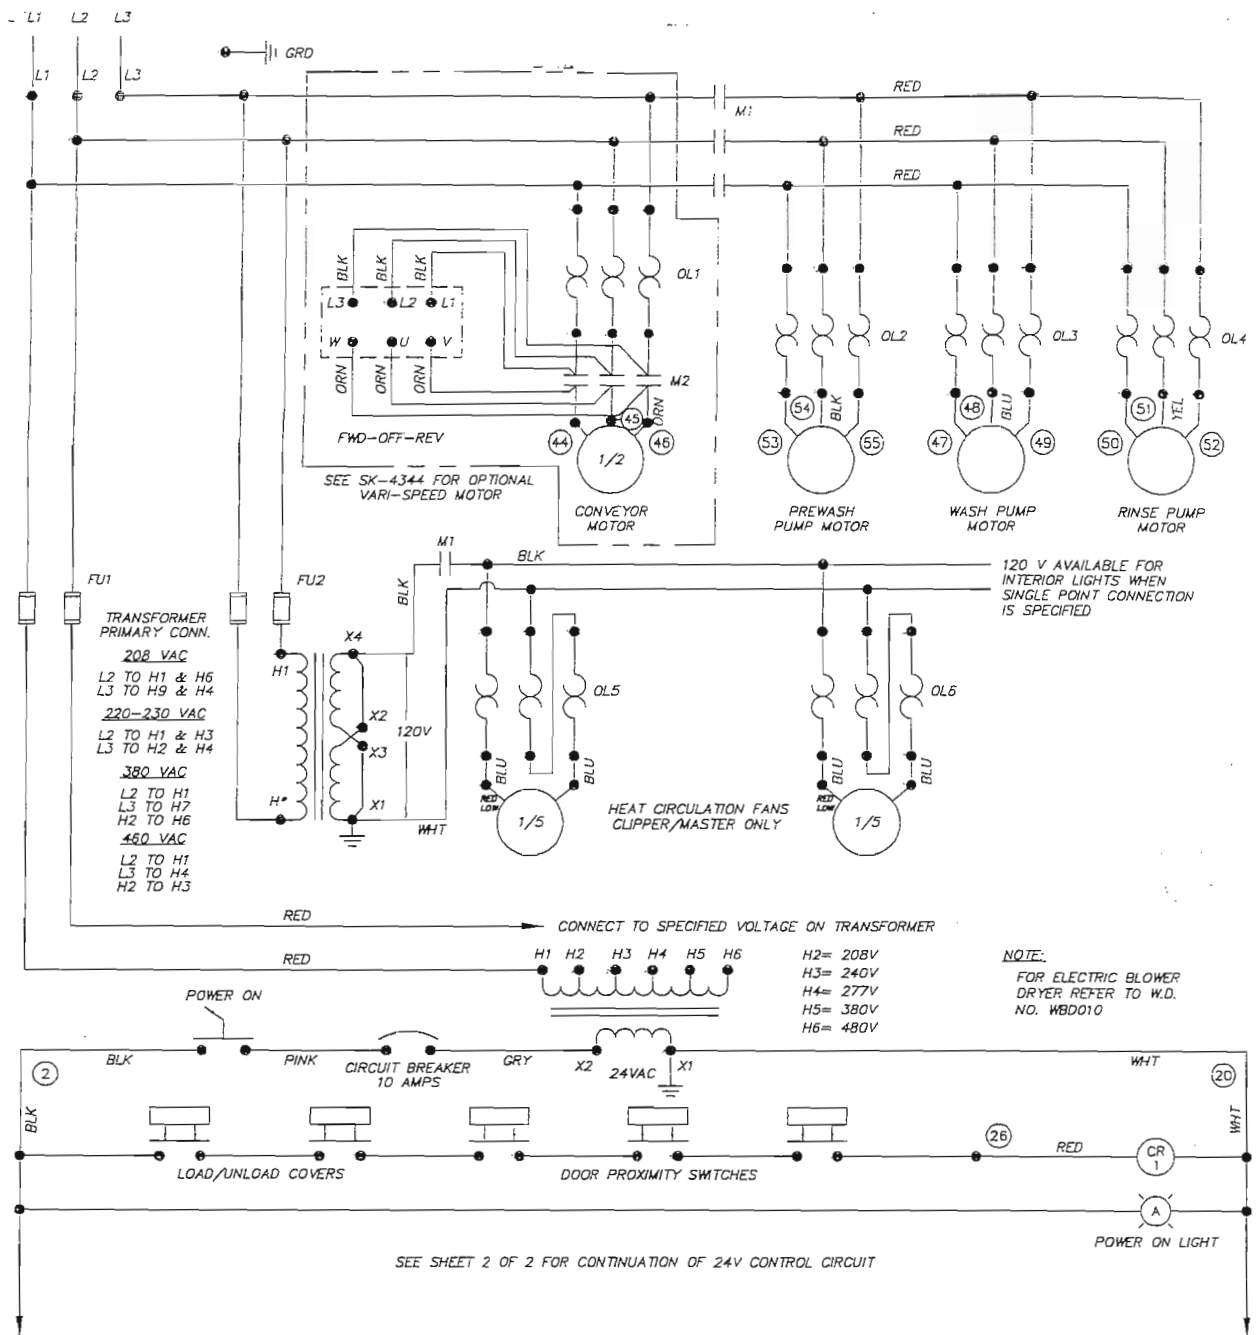 L1 L2 L3
GRD
L1 L2 L3
RED
M1
RED
RED
BLK BLK BLK
OL1
L3 L2 L1
OL2 OL3 OL4
W U V
M2
ORN ORN ORN
ORN
54 BLK 48 BLU 51 YEL
FWD-OFF-REV
44 45 46
53 55 47 49 50 52
1/2
SEE SK-4344 FOR OPTIONAL
VARI-SPEED MOTOR
CONVEYOR
MOTOR
PREWASH
PUMP MOTOR
WASH PUMP
MOTOR
RINSE PUMP
MOTOR
M1
BLK
120 V AVAILABLE FOR
INTERIOR LIGHTS WHEN
SINGLE POINT CONNECTION
IS SPECIFIED
FU1
FU2
BLK
TRANSFORMER
PRIMARY CONN.
208 VAC
L2 TO H1 & H6
L3 TO H9 & H4
220-230 VAC
L2 TO H1 & H3
L3 TO H2 & H4
380 VAC
L2 TO H1
L3 TO H7
H2 TO H6
460 VAC
L2 TO H1
L3 TO H4
H2 TO H3
H1
X4
X2
X3
120V
H*
X1
WHT
OL5
OL6
BLU BLU
BLU BLU
RED
LOW
RED
LOW
1/5
1/5
HEAT CIRCULATION FANS
CLIPPER/MASTER ONLY
RED
CONNECT TO SPECIFIED VOLTAGE ON TRANSFORMER
RED
H1 H2 H3 H4 H5 H6
H2= 208V
H3= 240V
H4= 277V
H5= 380V
H6= 480V
NOTE:
FOR ELECTRIC BLOWER
DRYER REFER TO W.D.
NO. WBD010
POWER ON
BLK
PINK
CIRCUIT BREAKER
10 AMPS
GRY
X2 24VAC X1
WHT
2
20
BLK
WHT
LOAD/UNLOAD COVERS
DOOR PROXIMITY SWITCHES
26
RED
CR
1
A
POWER ON LIGHT
SEE SHEET 2 OF 2 FOR CONTINUATION OF 24V CONTROL CIRCUIT